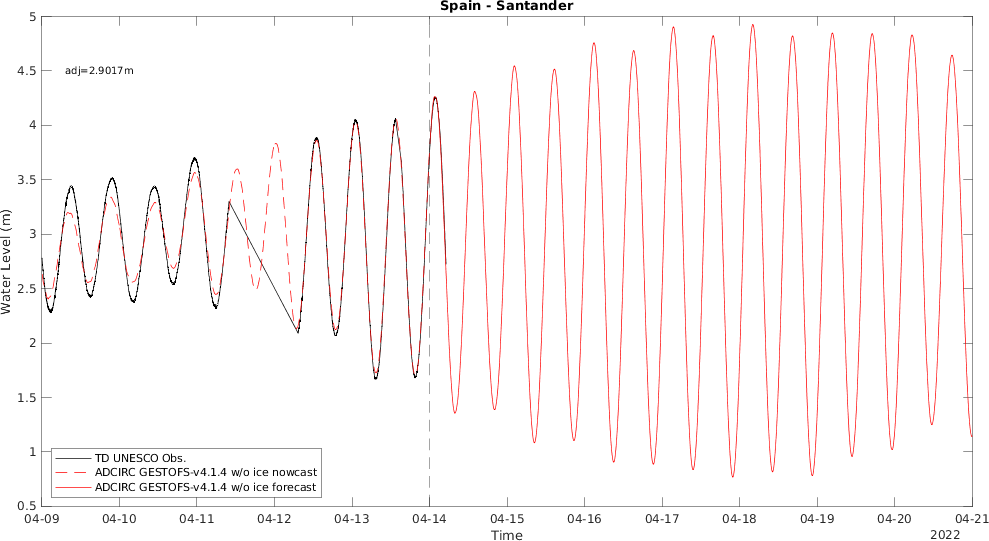 Spain - Santander
5
4.5
4
3.5
3
2.5
2
1.5
1
0.5
Water Level (m)
adj=2.9017m
TD UNESCO Obs.
ADCIRC GESTOFS-v4.1.4 w/o ice nowcast
ADCIRC GESTOFS-v4.1.4 w/o ice forecast
04-09 04-10 04-11 04-12 04-13 04-14 04-15 04-16 04-17 04-18 04-19 04-20 04-21
Time
2022